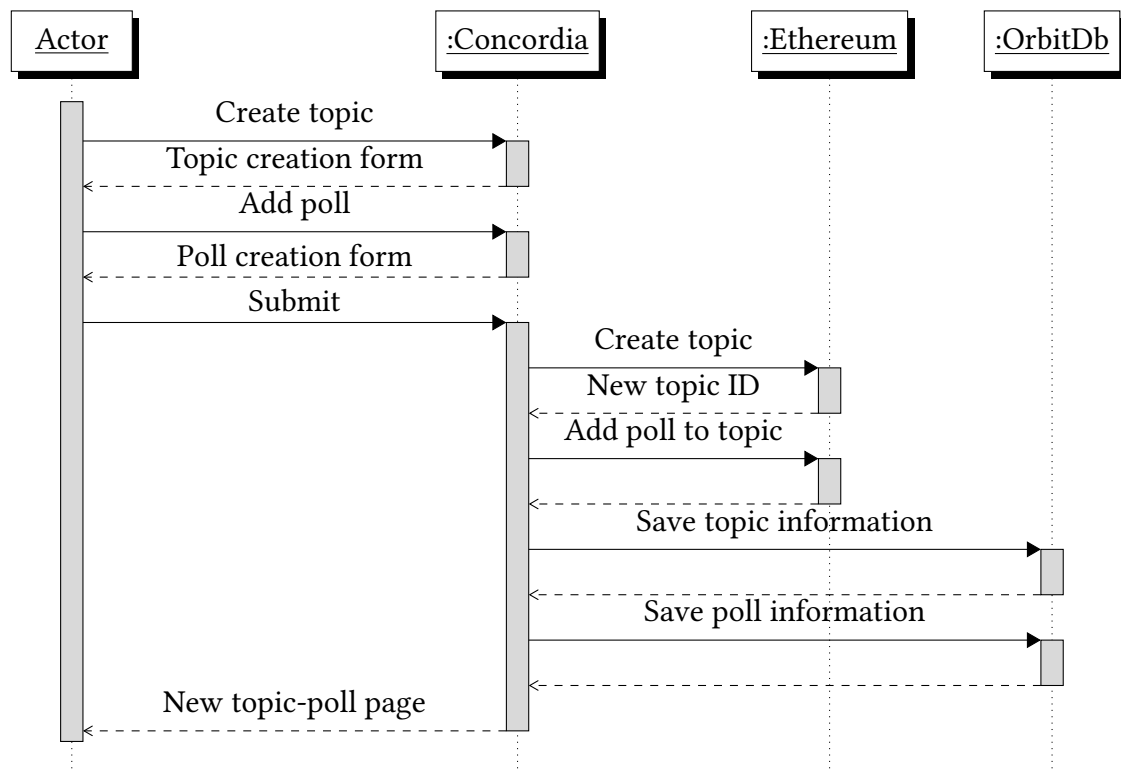 Actor
:Concordia
:Ethereum
:OrbitDb
Create topic
Topic creation form
Add poll
Poll creation form
Submit
Create topic
New topic ID
Add poll to topic
Save topic information
Save poll information
New topic-poll page